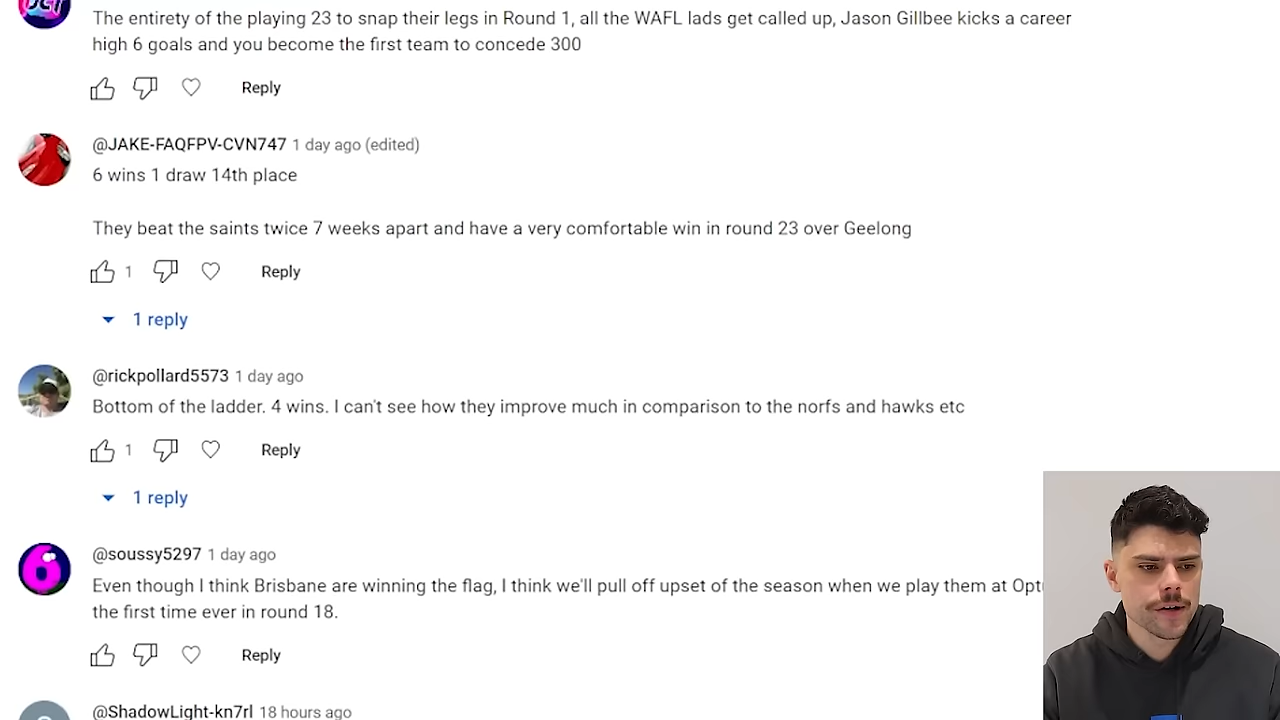 The entirety of the playing 23 to snap their legs in Round 1, all the WAFL lads get called up, Jason Gillbee kicks a career
high 6 goals and you become the first team to concede 300
Reply
@JAKE-FAQFPV-CVN747 1 day ago (edited)
6 wins 1 draw 14th place
They beat the saints twice 7 weeks apart and have a very comfortable win in round 23 over Geelong
1 Reply
1 reply
@rickpollard5573 1 day ago
Bottom of the ladder. 4 wins. I can't see how they improve much in comparison to the norfs and hawks etc
1 Reply
1 reply
6
@soussy5297 1 day ago
Even though I think Brisbane are winning the flag, I think we'll pull off upset of the season when we play them at
the first time ever in round 18.
Reply
@ShadowLight-kn7rl 18 hours ago